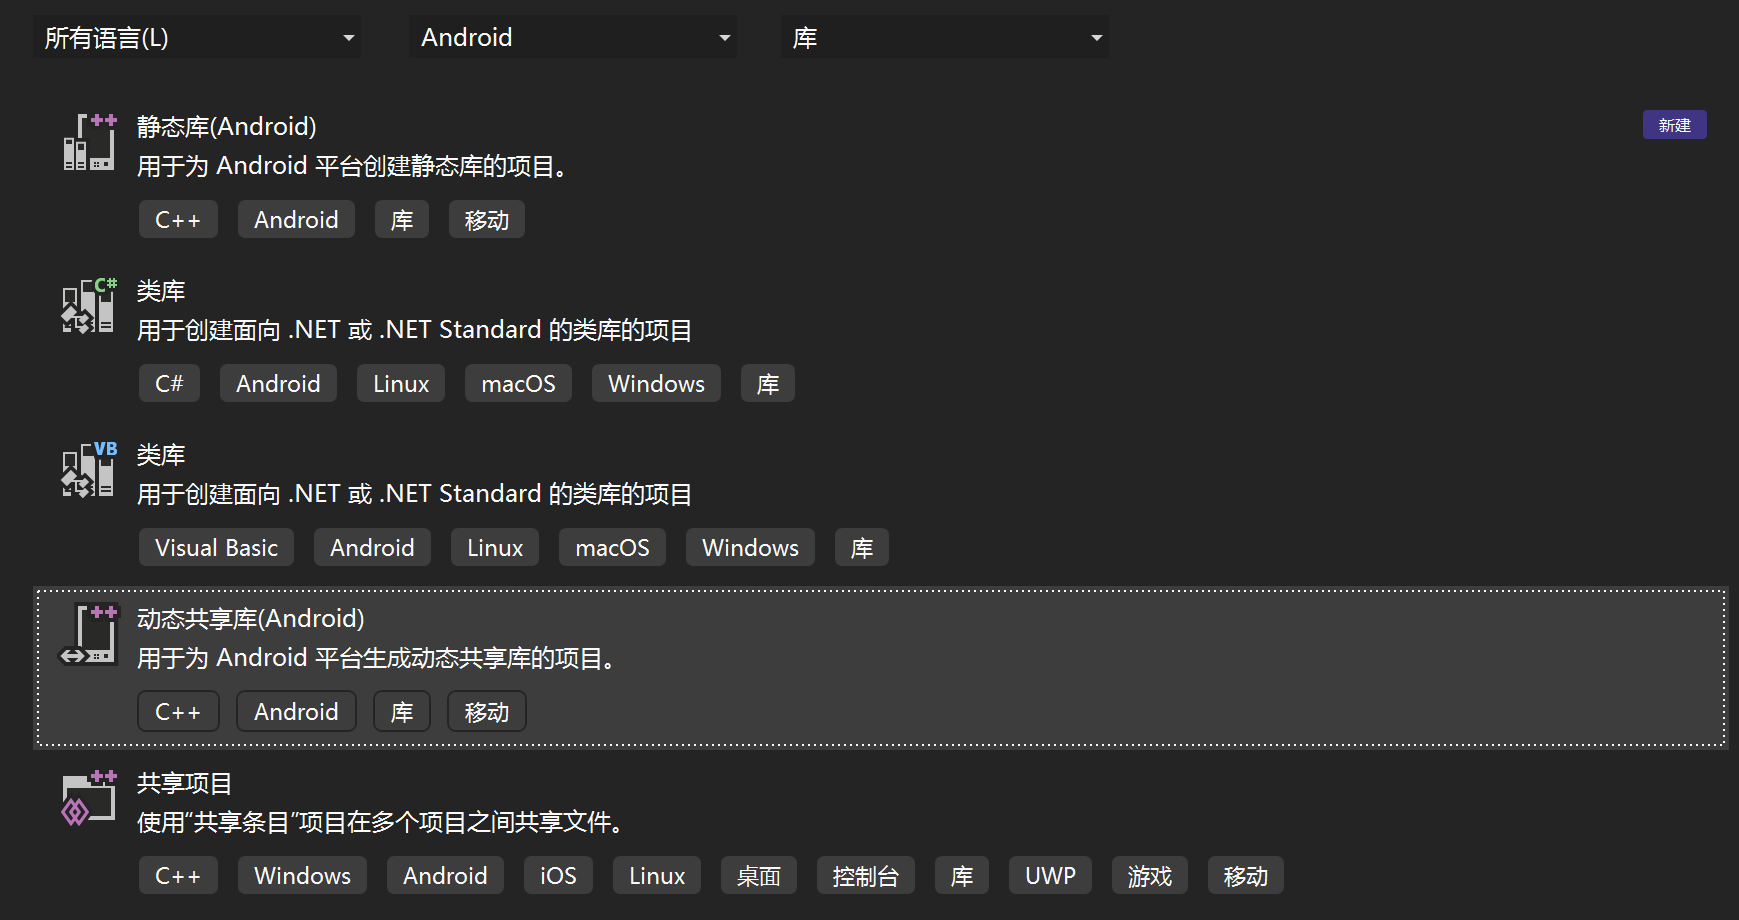 所有语言(L)
Android
库
静态库(Android)
新建
用于为 Android 平台创建静态库的项目。
C++
Android
库
移动
C#
类库
用于创建面向 .NET 或 .NET Standard 的类库的项目
C#
Android
Linux
macOS
Windows
库
VB
类库
用于创建面向 .NET 或 .NET Standard 的类库的项目
Visual Basic
Android
Linux
macOS
Windows
库
动态共享库(Android)
用于为 Android 平台生成动态共享库的项目。
C++
Android
库
移动
共享项目
使用“共享条目”项目在多个项目之间共享文件。
C++
Windows
Android
iOS
Linux
桌面
控制台
库
UWP
游戏
移动